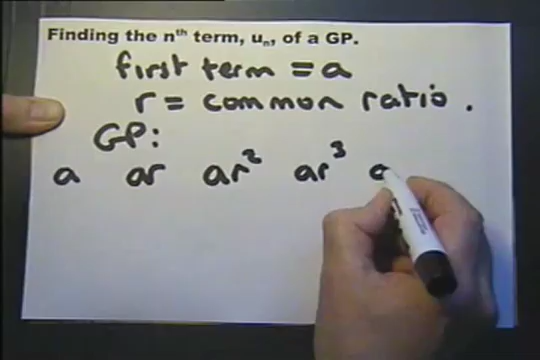 Finding the nᵗʰ term, uₙ, of a GP.
first term = a
r = common ratio.
GP:
a ar ar² ar³ a